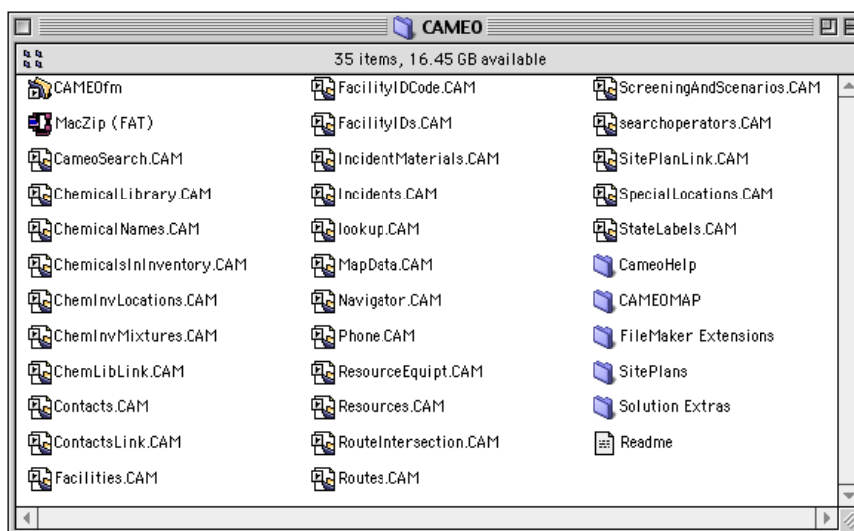 CAMEO
35 items, 16.45 GB available
CAMEOfm
MacZip (FAT)
CameoSearch.CAM
ChemicalLibrary.CAM
ChemicalNames.CAM
ChemicalsInInventory.CAM
ChemInvLocations.CAM
ChemInvMixtures.CAM
ChemLibLink.CAM
Contacts.CAM
ContactsLink.CAM
Facilities.CAM
FacilityIDCode.CAM
FacilityIDs.CAM
IncidentMaterials.CAM
Incidents.CAM
lookup.CAM
MapData.CAM
Navigator.CAM
Phone.CAM
ResourceEquipt.CAM
Resources.CAM
RouteIntersection.CAM
Routes.CAM
ScreeningAndScenarios.CAM
searchoperators.CAM
SitePlanLink.CAM
SpecialLocations.CAM
StateLabels.CAM
CameoHelp
CAMEOMAP
FileMaker Extensions
SitePlans
Solution Extras
Readme